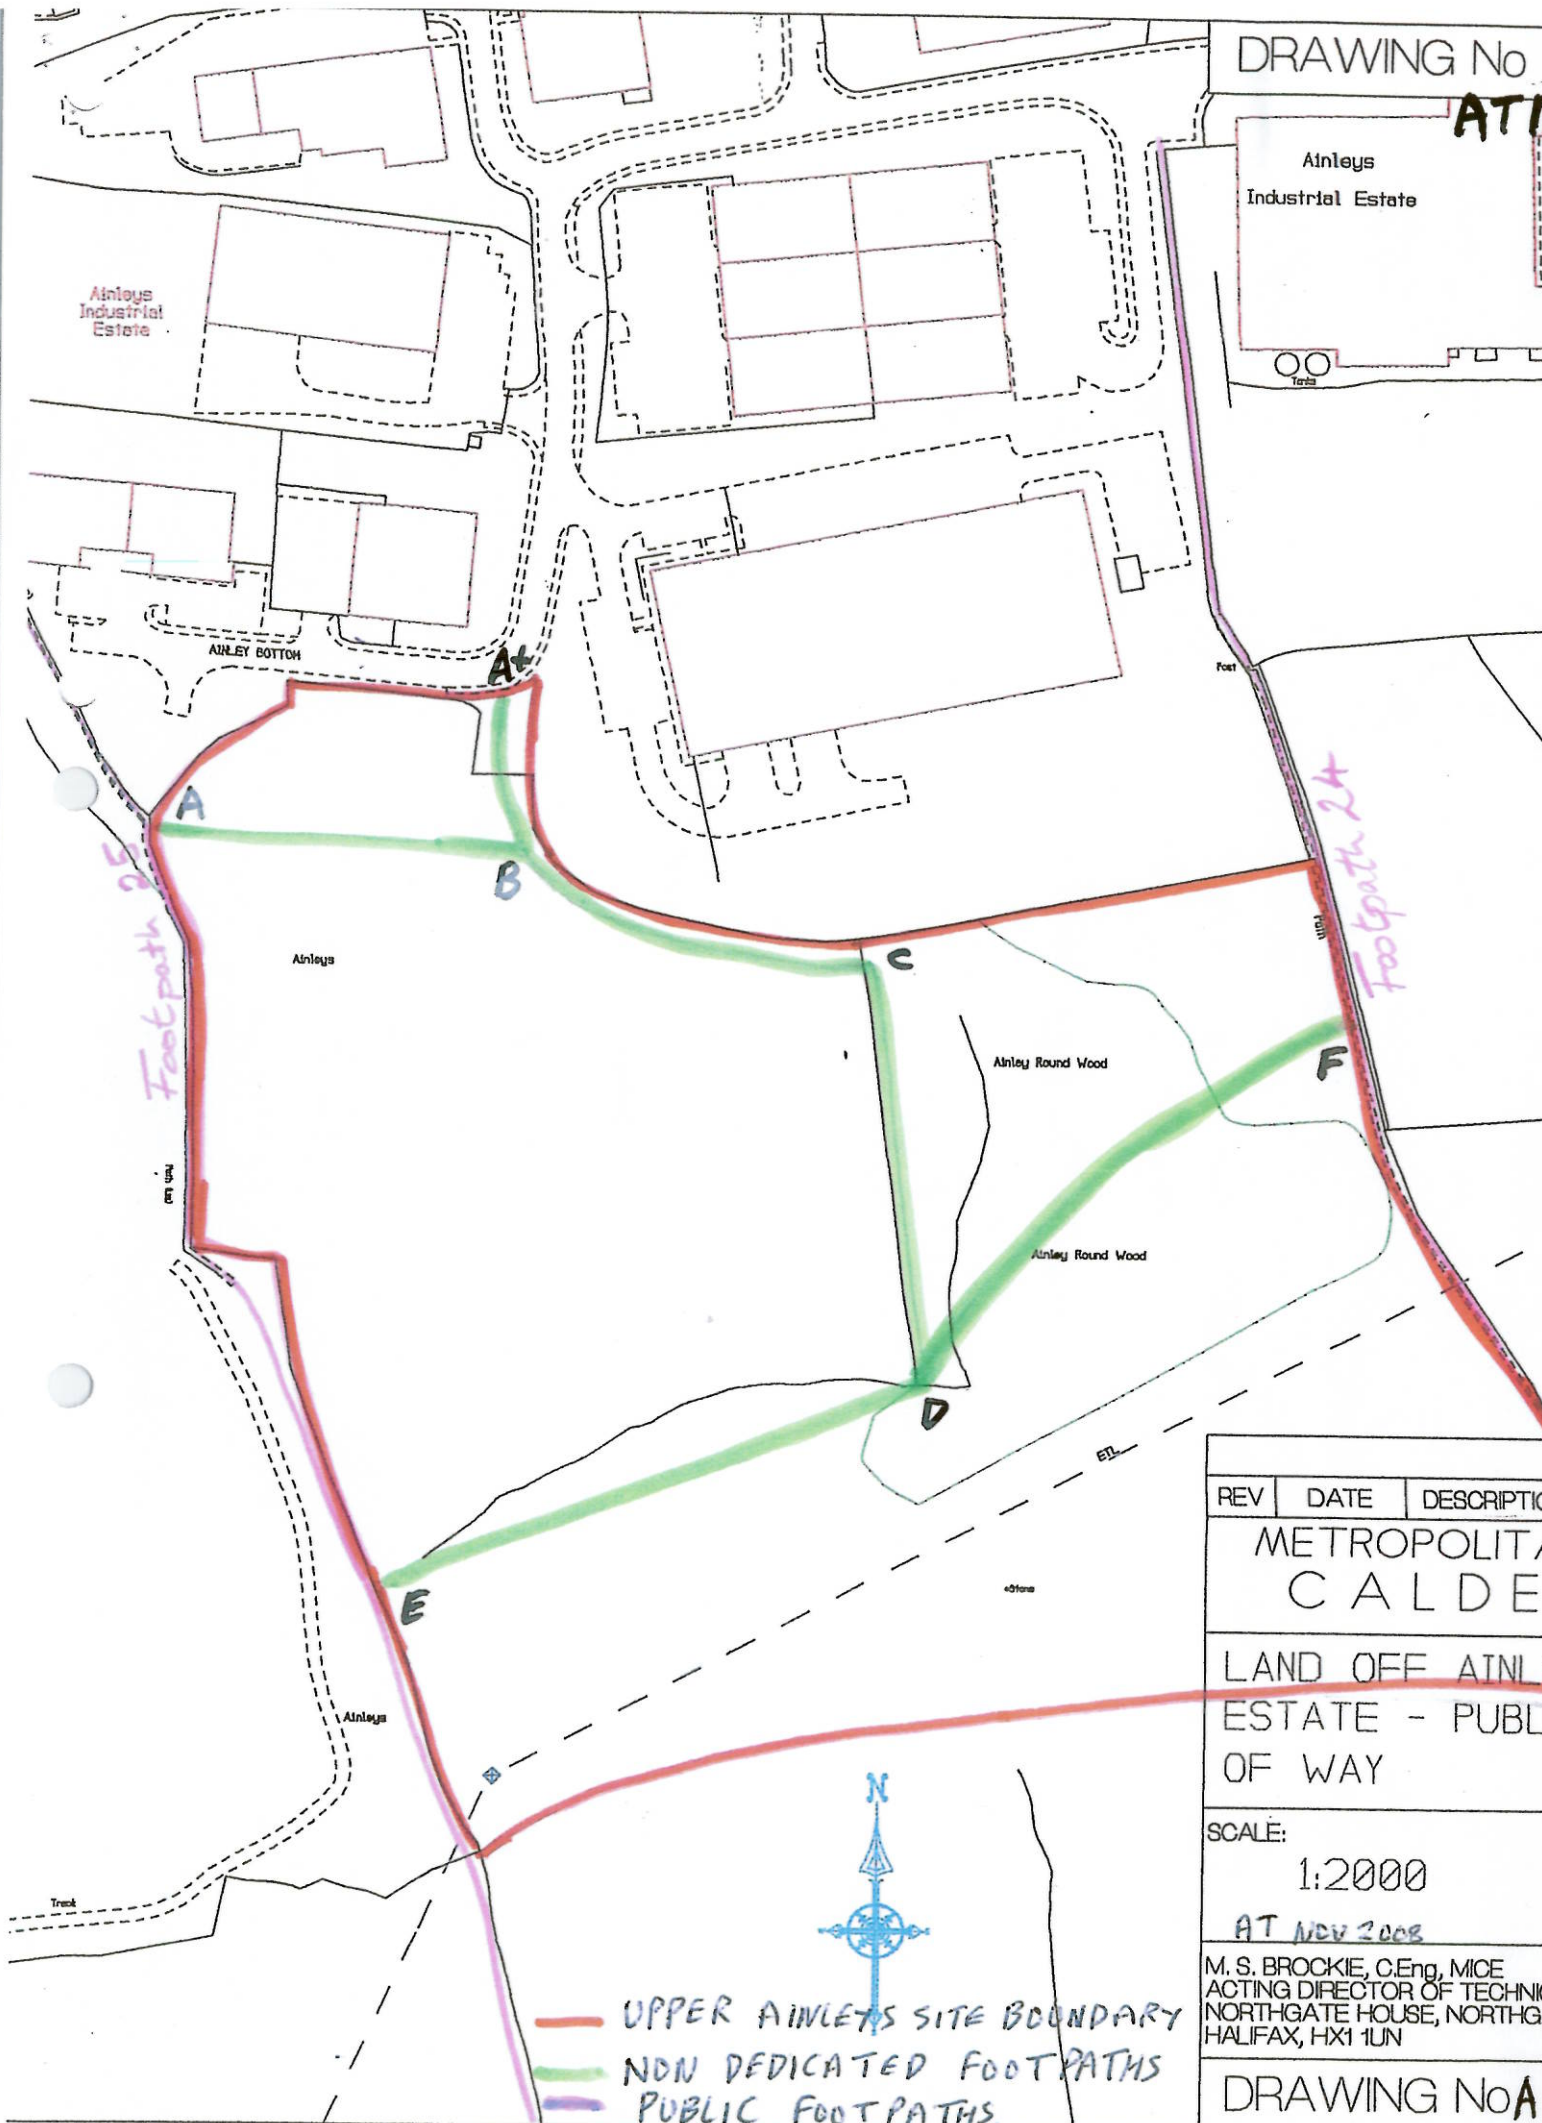 DRAWING No
ATI
Ainleys
Industrial Estate
Ainleys
Industrial
Estate
Tanks
AINLEY BOTTOM
A+
Post
A
B
Footpath 25
Footpath 24
Path
C
Ainleys
Ainley Round Wood
F
Ainley Round Wood
D
ETL
E
Stone
Ainleys
Track
N
REV DATE DESCRIPTIO
METROPOLITA
CALDE
LAND OFF AINL
ESTATE - PUBL
OF WAY
SCALE:
1:2000
AT NOV 2008
M. S. BROCKIE, C.Eng, MICE
ACTING DIRECTOR OF TECHNIC
NORTHGATE HOUSE, NORTHG
HALIFAX, HX1 1UN
DRAWING No A
UPPER AINLEYS SITE BOUNDARY
NON DEDICATED FOOTPATHS
PUBLIC FOOTPATHS